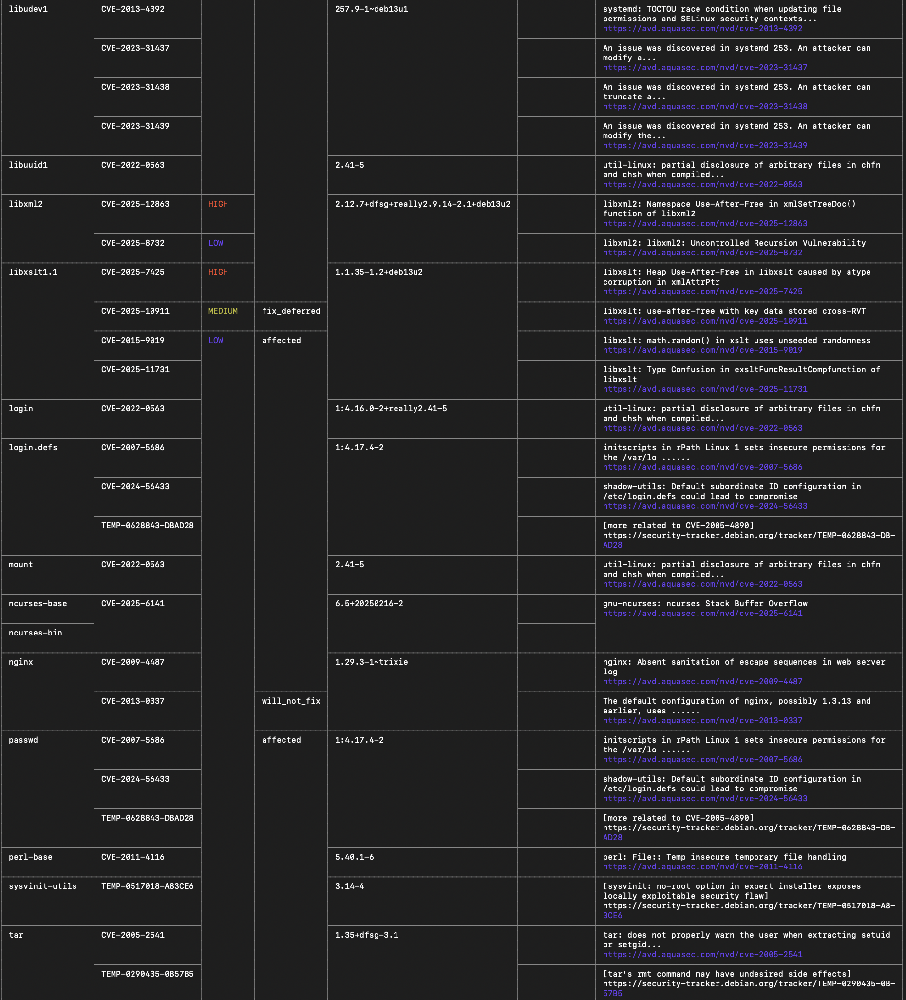 libudev1 CVE-2013-4392 257.9-1~deb13u1 systemd: TOCTOU race condition when updating file
permissions and SELinux security contexts...
https://avd.aquasec.com/nvd/cve-2013-4392
CVE-2023-31437 An issue was discovered in systemd 253. An attacker can
modify a...
https://avd.aquasec.com/nvd/cve-2023-31437
CVE-2023-31438 An issue was discovered in systemd 253. An attacker can
truncate a...
https://avd.aquasec.com/nvd/cve-2023-31438
CVE-2023-31439 An issue was discovered in systemd 253. An attacker can
modify the...
https://avd.aquasec.com/nvd/cve-2023-31439
libuuid1 CVE-2022-0563 2.41-5 util-linux: partial disclosure of arbitrary files in chfn
and chsh when compiled...
https://avd.aquasec.com/nvd/cve-2022-0563
libxml2 CVE-2025-12863 HIGH 2.12.7+dfsg+really2.9.14-2.1+deb13u2 libxml2: Namespace Use-After-Free in xmlSetTreeDoc()
function of libxml2
https://avd.aquasec.com/nvd/cve-2025-12863
CVE-2025-8732 LOW libxml2: libxml2: Uncontrolled Recursion Vulnerability
https://avd.aquasec.com/nvd/cve-2025-8732
libxslt1.1 CVE-2025-7425 HIGH 1.1.35-1.2+deb13u2 libxslt: Heap Use-After-Free in libxslt caused by atype
corruption in xmlAttrPtr
https://avd.aquasec.com/nvd/cve-2025-7425
CVE-2025-10911 MEDIUM fix_deferred libxslt: use-after-free with key data stored cross-RVT
https://avd.aquasec.com/nvd/cve-2025-10911
CVE-2015-9019 LOW affected libxslt: math.random() in xslt uses unseeded randomness
https://avd.aquasec.com/nvd/cve-2015-9019
CVE-2025-11731 libxslt: Type Confusion in exsltFuncResultCompfunction of
libxslt
https://avd.aquasec.com/nvd/cve-2025-11731
login CVE-2022-0563 1:4.16.0-2+really2.41-5 util-linux: partial disclosure of arbitrary files in chfn
and chsh when compiled...
https://avd.aquasec.com/nvd/cve-2022-0563
login.defs CVE-2007-5686 1:4.17.4-2 initscripts in rPath Linux 1 sets insecure permissions for
the /var/lo ......
https://avd.aquasec.com/nvd/cve-2007-5686
CVE-2024-56433 shadow-utils: Default subordinate ID configuration in
/etc/login.defs could lead to compromise
https://avd.aquasec.com/nvd/cve-2024-56433
TEMP-0628843-DBAD28 [more related to CVE-2005-4890]
https://security-tracker.debian.org/tracker/TEMP-0628843-DB-
AD28
mount CVE-2022-0563 2.41-5 util-linux: partial disclosure of arbitrary files in chfn
and chsh when compiled...
https://avd.aquasec.com/nvd/cve-2022-0563
ncurses-base CVE-2025-6141 6.5+20250216-2 gnu-ncurses: ncurses Stack Buffer Overflow
https://avd.aquasec.com/nvd/cve-2025-6141
ncurses-bin
nginx CVE-2009-4487 1.29.3-1~trixie nginx: Absent sanitation of escape sequences in web server
log
https://avd.aquasec.com/nvd/cve-2009-4487
CVE-2013-0337 will_not_fix The default configuration of nginx, possibly 1.3.13 and
earlier, uses ......
https://avd.aquasec.com/nvd/cve-2013-0337
passwd CVE-2007-5686 affected 1:4.17.4-2 initscripts in rPath Linux 1 sets insecure permissions for
the /var/lo ......
https://avd.aquasec.com/nvd/cve-2007-5686
CVE-2024-56433 shadow-utils: Default subordinate ID configuration in
/etc/login.defs could lead to compromise
https://avd.aquasec.com/nvd/cve-2024-56433
TEMP-0628843-DBAD28 [more related to CVE-2005-4890]
https://security-tracker.debian.org/tracker/TEMP-0628843-DB-
AD28
perl-base CVE-2011-4116 5.40.1-6 perl: File:: Temp insecure temporary file handling
https://avd.aquasec.com/nvd/cve-2011-4116
sysvinit-utils TEMP-0517018-A83CE6 3.14-4 [sysvinit: no-root option in expert installer exposes
locally exploitable security flaw]
https://security-tracker.debian.org/tracker/TEMP-0517018-A8-
3CE6
tar CVE-2005-2541 1.35+dfsg-3.1 tar: does not properly warn the user when extracting setuid
or setgid...
https://avd.aquasec.com/nvd/cve-2005-2541
TEMP-0290435-0B57B5 [tar's rmt command may have undesired side effects]
https://security-tracker.debian.org/tracker/TEMP-0290435-0B-
57B5